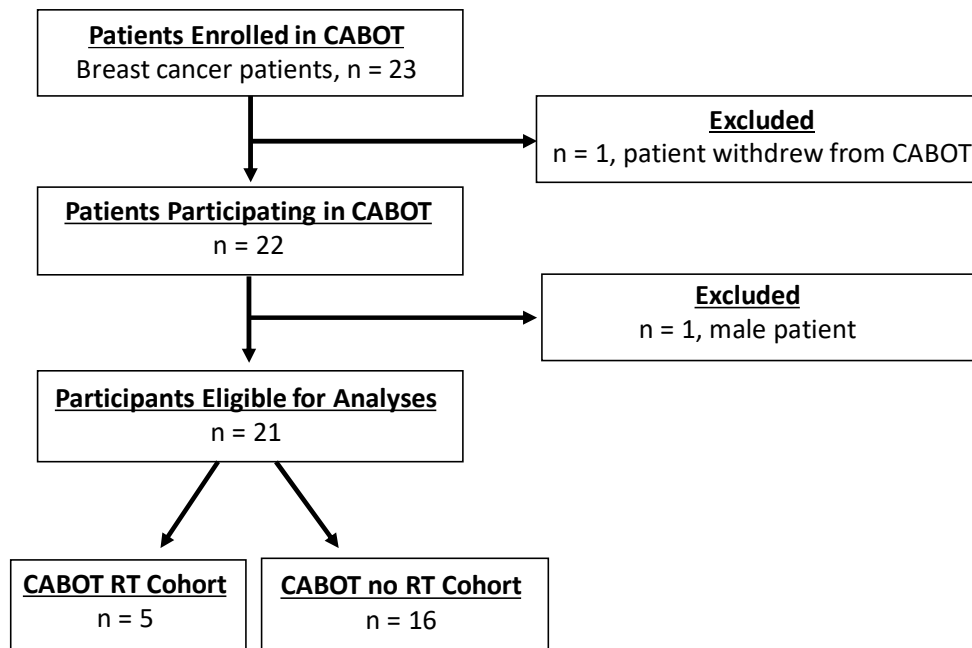 Patients Enrolled in CABOT
Breast cancer patients, n = 23
Excluded
n = 1, patient withdrew from CABOT
Patients Participating in CABOT
n = 22
Excluded
n = 1, male patient
Participants Eligible for Analyses
n = 21
CABOT RT Cohort
n = 5
CABOT no RT Cohort
n = 16